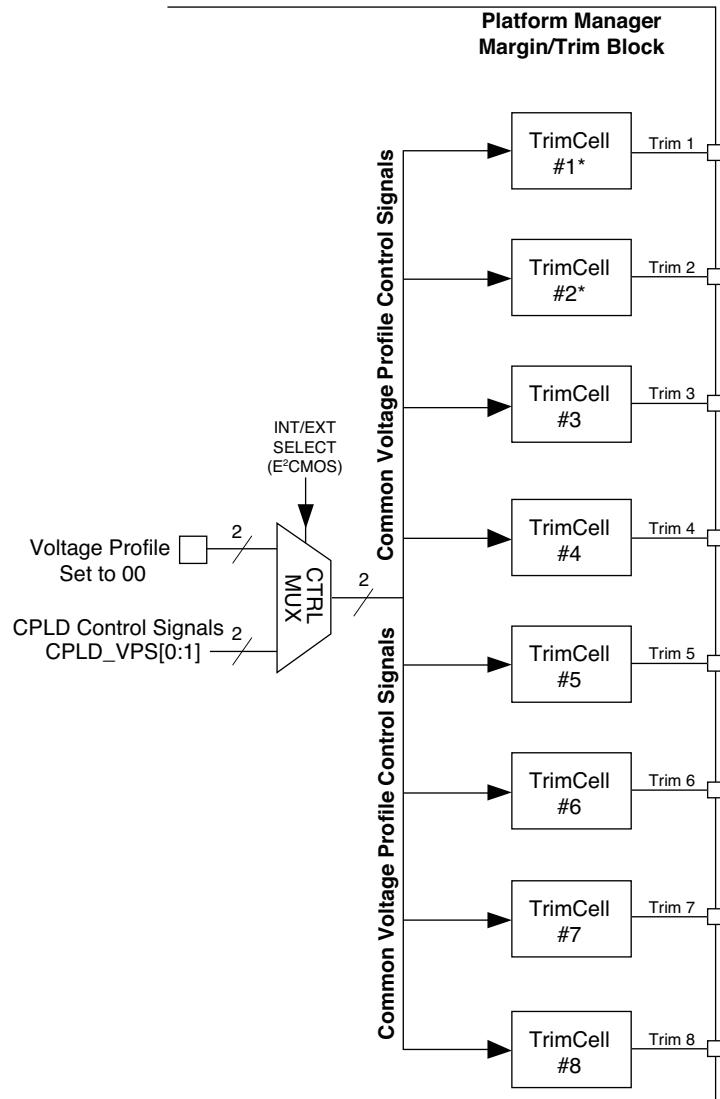 Platform Manager
Margin/Trim Block
TrimCell
#1*
Trim 1
TrimCell
#2*
Trim 2
TrimCell
#3
Trim 3
TrimCell
#4
Trim 4
TrimCell
#5
Trim 5
TrimCell
#6
Trim 6
TrimCell
#7
Trim 7
TrimCell
#8
Trim 8
Common Voltage Profile Control Signals
Common Voltage Profile Control Signals
INT/EXT
SELECT
(E²CMOS)
Voltage Profile
Set to 00
2
CTRL
MUX
2
CPLD Control Signals
CPLD_VPS[0:1]
2